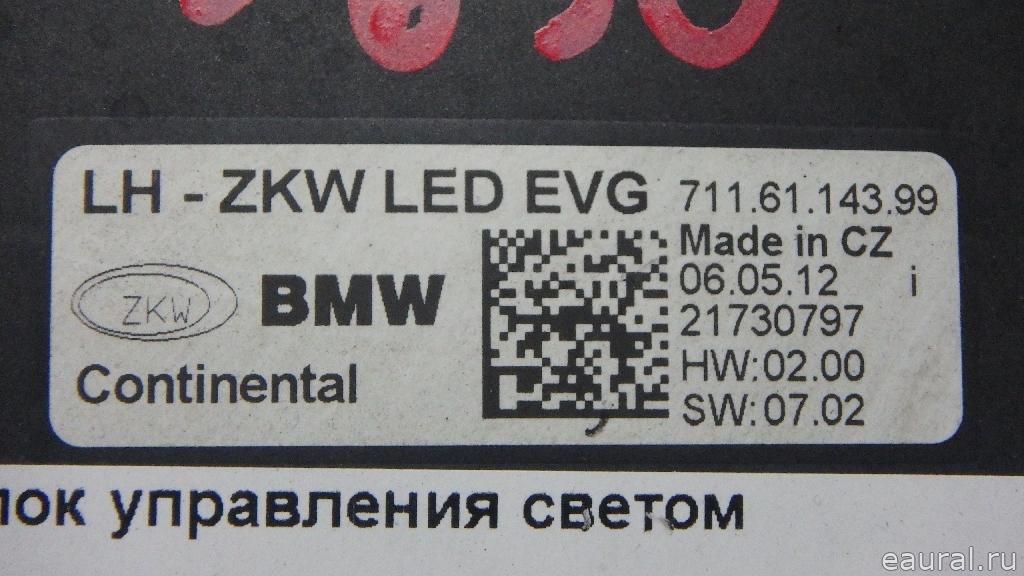 LH - ZKW LED EVG 711.61.143.99
Made in CZ
ZKW BMW 06.05.12 i
21730797
Continental HW:02.00
SW:07.02
управления светом
eaural.ru